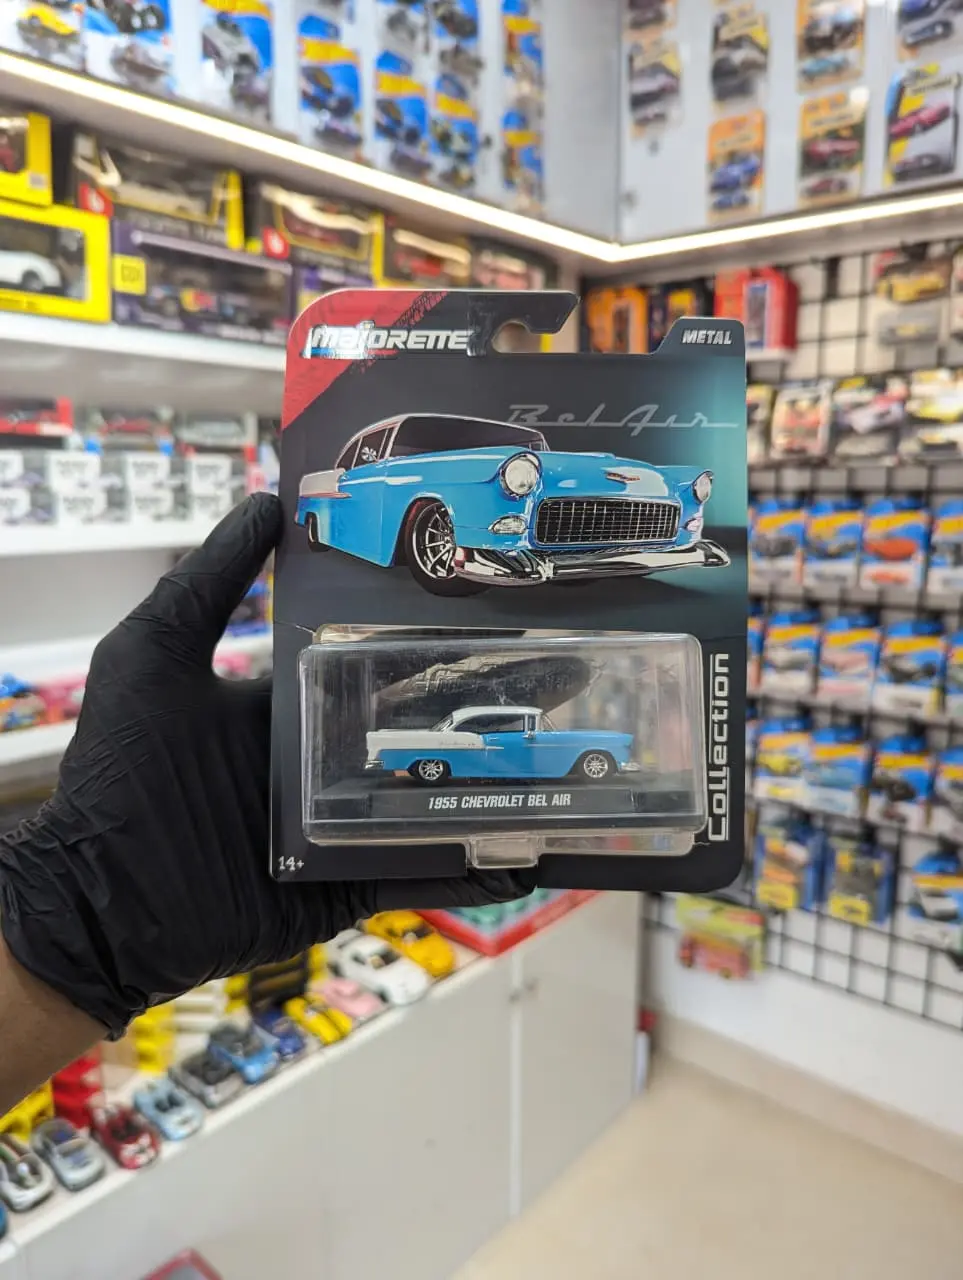 majorette
METAL
Bel Air
Collection
1955 CHEVROLET BEL AIR
14+